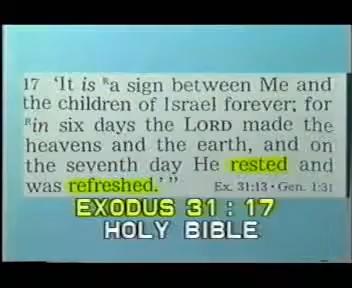 17 'It is ᴿa sign between Me and
the children of Israel forever; for
ᴿin six days the LORD made the
heavens and the earth, and on
the seventh day He rested and
was refreshed.' ” Ex. 31:13 · Gen. 1:31
EXODUS 31 : 17
HOLY BIBLE